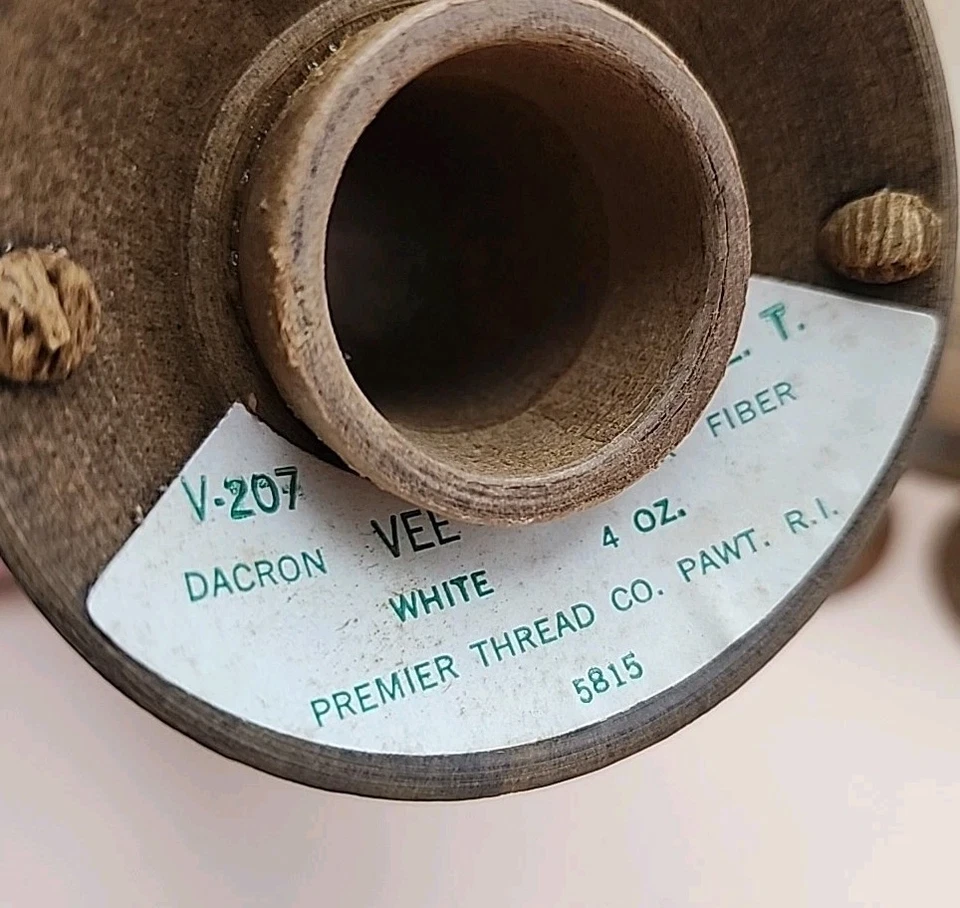 V-207 T.
DACRON VEE FIBER
WHITE 4 OZ.
PREMIER THREAD CO. PAWT. R.I.
5815